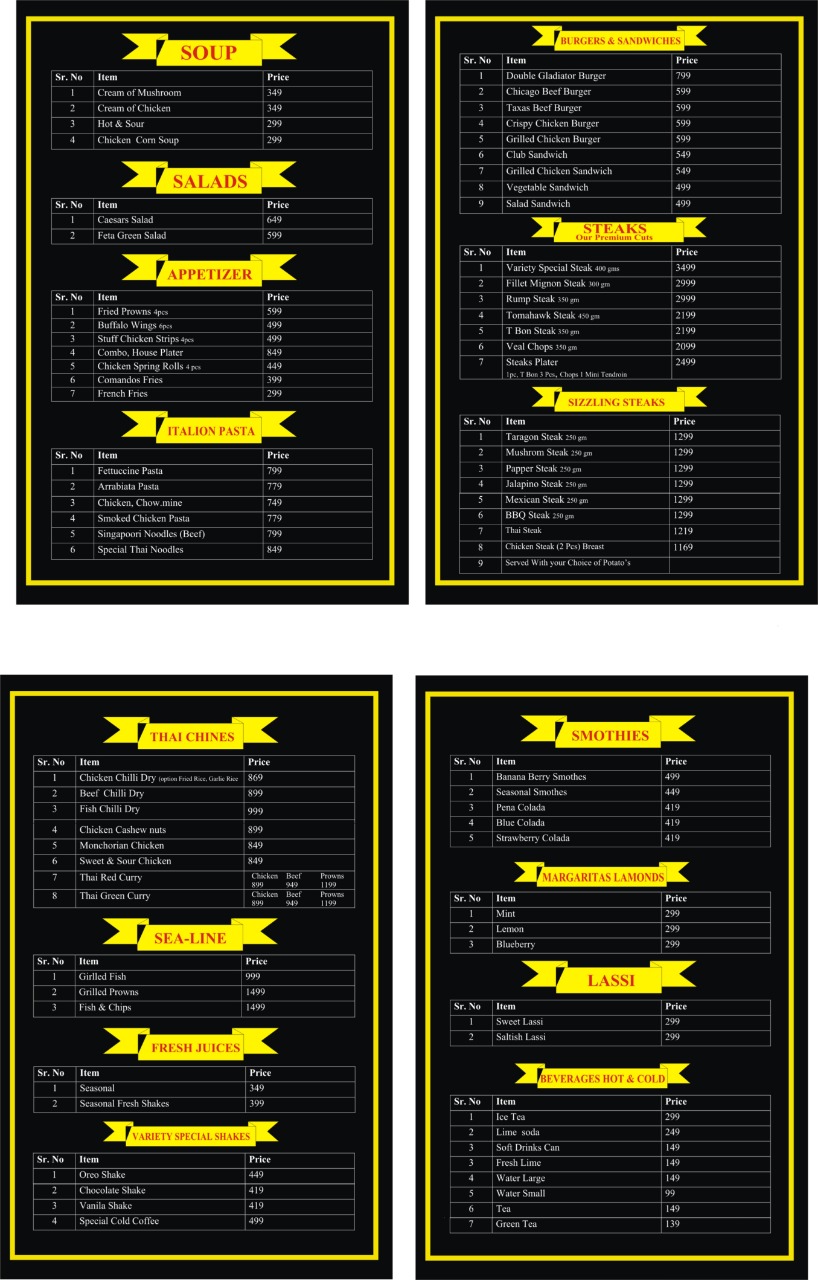 SOUP
Sr. No Item Price
1 Cream of Mushroom 349
2 Cream of Chicken 349
3 Hot & Sour 299
4 Chicken Corn Soup 299
SALADS
Sr. No Item Price
1 Caesars Salad 649
2 Feta Green Salad 599
APPETIZER
Sr. No Item Price
1 Fried Prowns 4pcs 599
2 Buffalo Wings 6pcs 499
3 Stuff Chicken Strips 4pcs 499
4 Combo, House Plater 849
5 Chicken Spring Rolls 4 pcs 449
6 Comandos Fries 399
7 French Fries 299
ITALION PASTA
Sr. No Item Price
1 Fettuccine Pasta 799
2 Arrabiata Pasta 779
3 Chicken, Chow.mine 749
4 Smoked Chicken Pasta 779
5 Singapoori Noodles (Beef) 799
6 Special Thai Noodles 849
BURGERS & SANDWICHES
Sr. No Item Price
1 Double Gladiator Burger 799
2 Chicago Beef Burger 599
3 Taxas Beef Burger 599
4 Crispy Chicken Burger 599
5 Grilled Chicken Burger 599
6 Club Sandwich 549
7 Grilled Chicken Sandwich 549
8 Vegetable Sandwich 499
9 Salad Sandwich 499
STEAKS
Our Premium Cuts
Sr. No Item Price
1 Variety Special Steak 400 gms 3499
2 Fillet Mignon Steak 300 gm 2999
3 Rump Steak 350 gm 2999
4 Tomahawk Steak 450 gm 2199
5 T Bon Steak 350 gm 2199
6 Veal Chops 350 gm 2099
7 Steaks Plater 2499
1pc, T Bon 3 Pcs, Chops 1 Mini Tendroin
SIZZLING STEAKS
Sr. No Item Price
1 Taragon Steak 250 gm 1299
2 Mushrom Steak 250 gm 1299
3 Papper Steak 250 gm 1299
4 Jalapino Steak 250 gm 1299
5 Mexican Steak 250 gm 1299
6 BBQ Steak 250 gm 1299
7 Thai Steak 1219
8 Chicken Steak (2 Pcs) Breast 1169
9 Served With your Choice of Potato's
THAI CHINES
Sr. No Item Price
1 Chicken Chilli Dry (option Fried Rice, Garlic Rice 869
2 Beef Chilli Dry 899
3 Fish Chilli Dry 999
4 Chicken Cashew nuts 899
5 Monchorian Chicken 849
6 Sweet & Sour Chicken 849
7 Thai Red Curry Chicken Beef Prowns
899 949 1199
8 Thai Green Curry Chicken Beef Prowns
899 949 1199
SEA-LINE
Sr. No Item Price
1 Girlled Fish 999
2 Grilled Prowns 1499
3 Fish & Chips 1499
FRESH JUICES
Sr. No Item Price
1 Seasonal 349
2 Seasonal Fresh Shakes 399
VARIETY SPECIAL SHAKES
Sr. No Item Price
1 Oreo Shake 449
2 Chocolate Shake 419
3 Vanila Shake 419
4 Special Cold Coffee 499
SMOTHIES
Sr. No Item Price
1 Banana Berry Smothes 499
2 Seasonal Smothes 449
3 Pena Colada 419
4 Blue Colada 419
5 Strawberry Colada 419
MARGARITAS LAMONDS
Sr. No Item Price
1 Mint 299
2 Lemon 299
3 Blueberry 299
LASSI
Sr. No Item Price
1 Sweet Lassi 299
2 Saltish Lassi 299
BEVERAGES HOT & COLD
Sr. No Item Price
1 Ice Tea 299
2 Lime soda 249
3 Soft Drinks Can 149
3 Fresh Lime 149
4 Water Large 149
5 Water Small 99
6 Tea 149
7 Green Tea 139